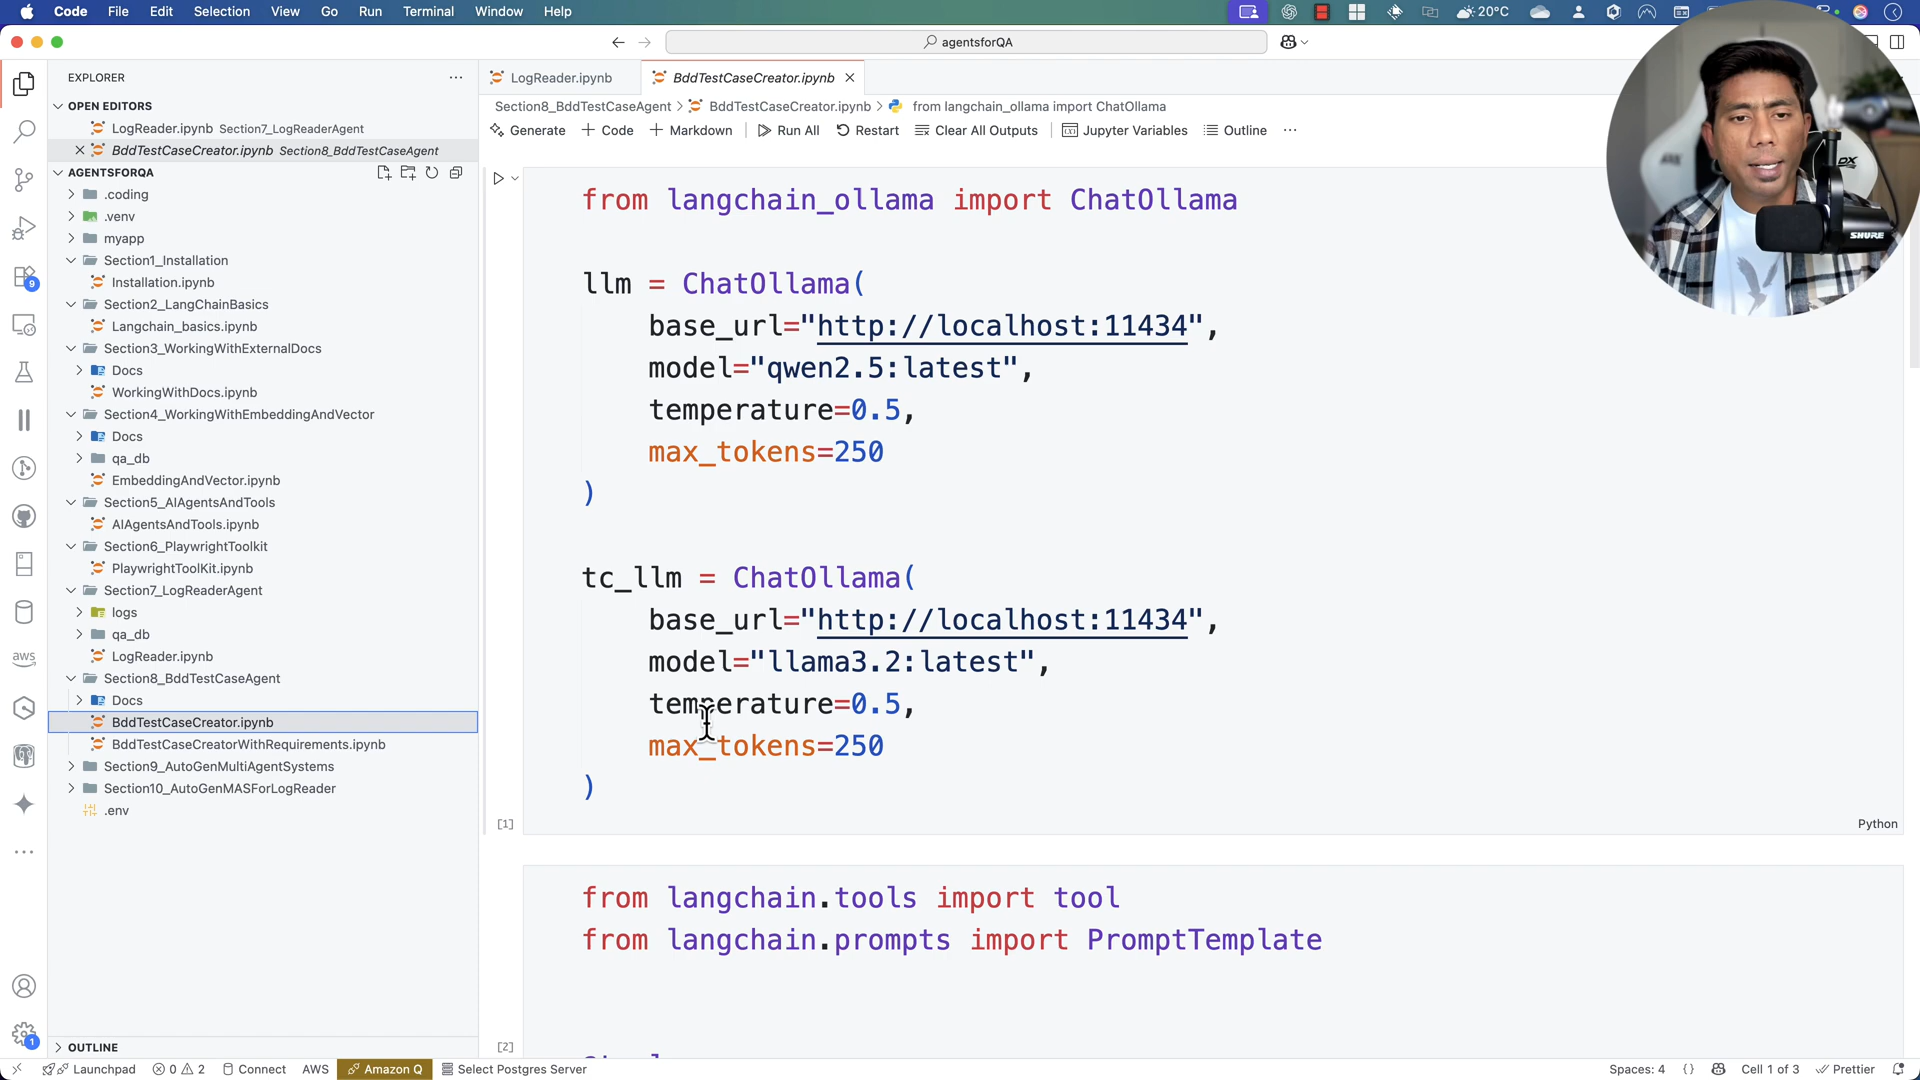 Code File Edit Selection View Go Run Terminal Window Help
20°C
agentsforQA
EXPLORER
OPEN EDITORS
LogReader.ipynb Section7_LogReaderAgent
BddTestCaseCreator.ipynb Section8_BddTestCaseAgent
AGENTSFORQA
.coding
.venv
myapp
Section1_Installation
Installation.ipynb
Section2_LangChainBasics
Langchain_basics.ipynb
Section3_WorkingWithExternalDocs
Docs
WorkingWithDocs.ipynb
Section4_WorkingWithEmbeddingAndVector
Docs
qa_db
EmbeddingAndVector.ipynb
Section5_AIAgentsAndTools
AIAgentsAndTools.ipynb
Section6_PlaywrightToolkit
PlaywrightToolKit.ipynb
Section7_LogReaderAgent
logs
qa_db
LogReader.ipynb
Section8_BddTestCaseAgent
Docs
BddTestCaseCreator.ipynb
BddTestCaseCreatorWithRequirements.ipynb
Section9_AutoGenMultiAgentSystems
Section10_AutoGenMASForLogReader
.env
OUTLINE
9
aws
1
LogReader.ipynb
BddTestCaseCreator.ipynb
Section8_BddTestCaseAgent > BddTestCaseCreator.ipynb > from langchain_ollama import ChatOllama
Generate + Code + Markdown Run All Restart Clear All Outputs Jupyter Variables Outline ...
from langchain_ollama import ChatOllama
llm = ChatOllama(
base_url="http://localhost:11434",
model="qwen2.5:latest",
temperature=0.5,
max_tokens=250
)
tc_llm = ChatOllama(
base_url="http://localhost:11434",
model="llama3.2:latest",
temperature=0.5,
max_tokens=250
)
[1]
Python
from langchain.tools import tool
from langchain.prompts import PromptTemplate
[2]
DX
SHURE
Launchpad 0 2 Connect AWS Amazon Q Select Postgres Server
Spaces: 4 {} Cell 1 of 3 Prettier